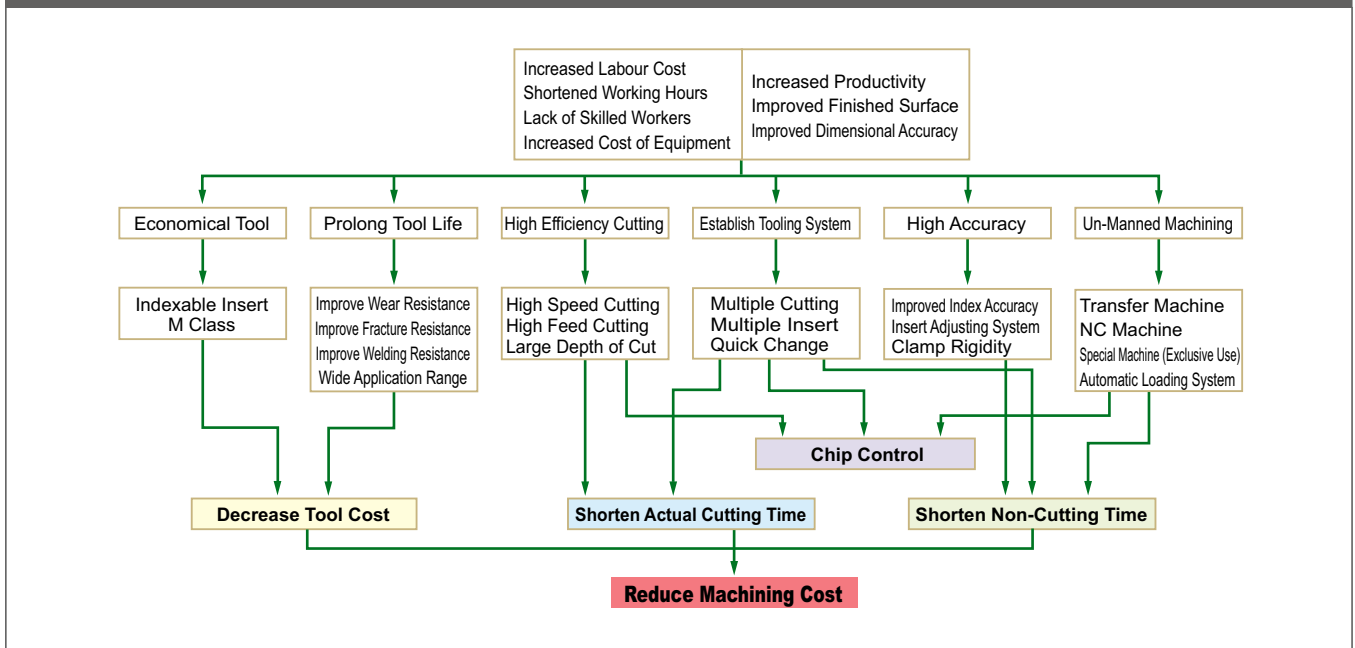 Increased Labour Cost
Shortened Working Hours
Lack of Skilled Workers
Increased Cost of Equipment
Increased Productivity
Improved Finished Surface
Improved Dimensional Accuracy
Economical Tool
Prolong Tool Life
High Efficiency Cutting
Establish Tooling System
High Accuracy
Un-Manned Machining
Indexable Insert
M Class
Improve Wear Resistance
Improve Fracture Resistance
Improve Welding Resistance
Wide Application Range
High Speed Cutting
High Feed Cutting
Large Depth of Cut
Multiple Cutting
Multiple Insert
Quick Change
Improved Index Accuracy
Insert Adjusting System
Clamp Rigidity
Transfer Machine
NC Machine
Special Machine (Exclusive Use)
Automatic Loading System
Chip Control
Decrease Tool Cost
Shorten Actual Cutting Time
Shorten Non-Cutting Time
Reduce Machining Cost